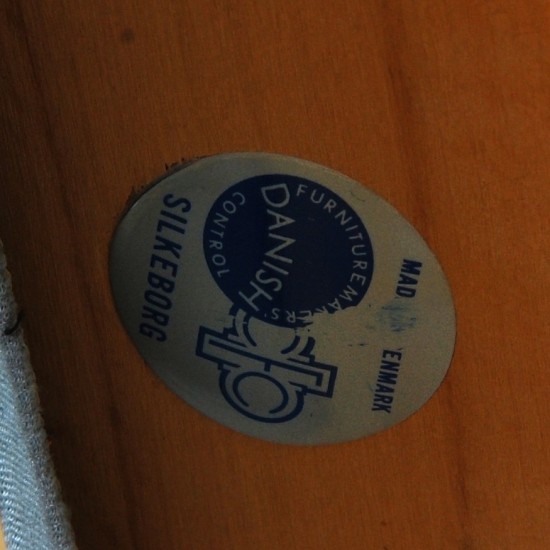 SILKEBORG
DANISH
FURNITUREMAKERS'
CONTROL
MAD ENMARK